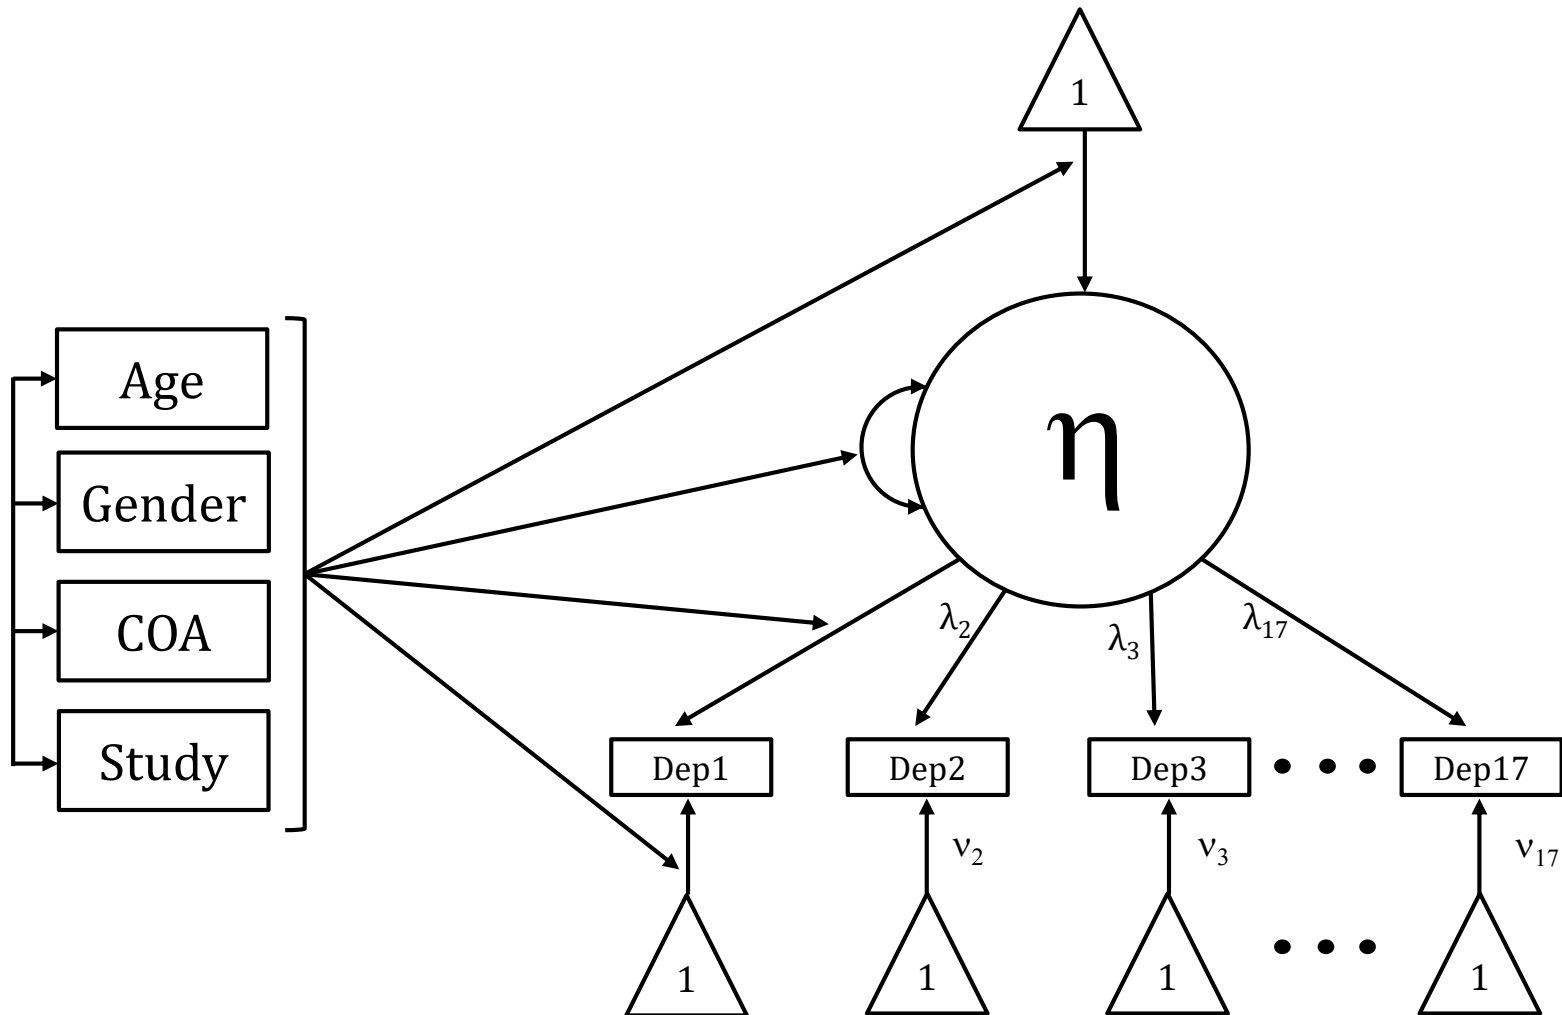 1
Age
Gender
COA
Study
η
λ2
λ3
λ17
Dep1
Dep2
Dep3
Dep17
ν2
ν3
ν17
1
1
1
1